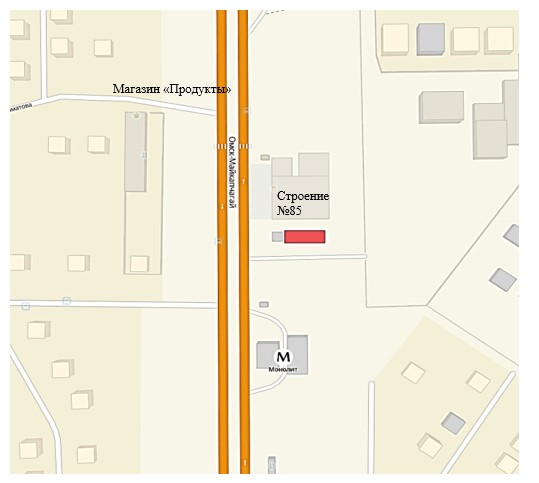 Магазин «Продукты»
Омск-Майкапчагай
Строение
№85
М
Монолит